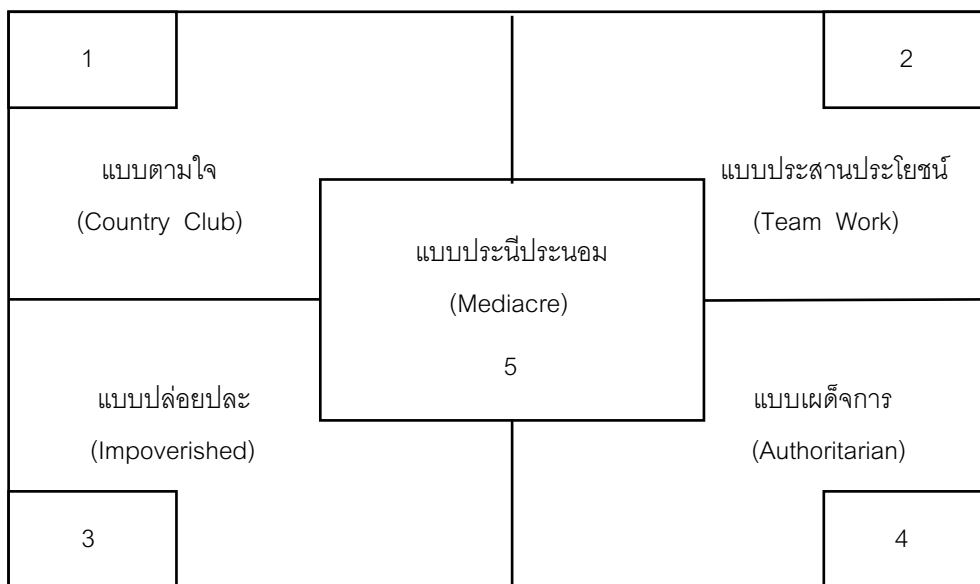 1
2
แบบตามใจ
(Country Club)
แบบประสานประโยชน์
(Team Work)
แบบประนีประนอม
(Mediacre)
5
แบบปล่อยปละ
(Impoverished)
แบบเผด็จการ
(Authoritarian)
3
4